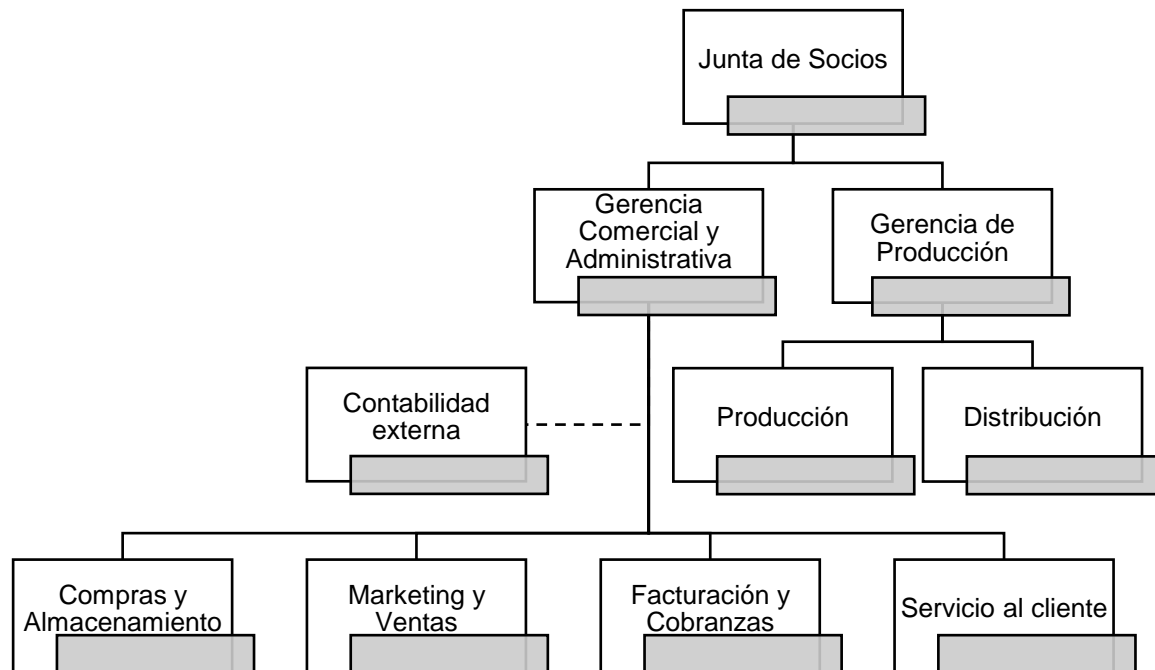 Junta de Socios
Gerencia
Comercial y
Administrativa
Gerencia de
Producción
Contabilidad
externa
Producción
Distribución
Compras y
Almacenamiento
Marketing y
Ventas
Facturación y
Cobranzas
Servicio al cliente